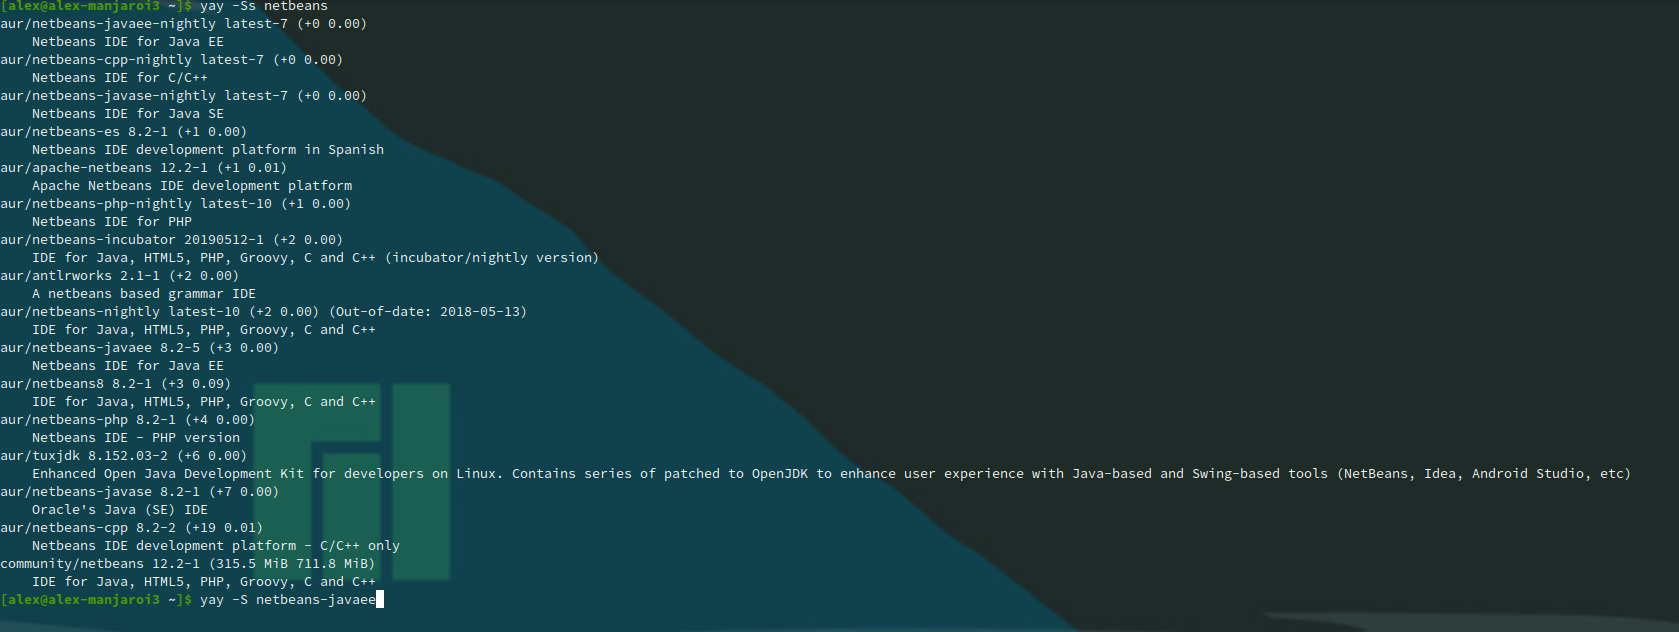 [alex@alex-manjaroi3 ~]$ yay -Ss netbeans
aur/netbeans-javaee-nightly latest-7 (+0 0.00)
    Netbeans IDE for Java EE
aur/netbeans-cpp-nightly latest-7 (+0 0.00)
    Netbeans IDE for C/C++
aur/netbeans-javase-nightly latest-7 (+0 0.00)
    Netbeans IDE for Java SE
aur/netbeans-es 8.2-1 (+1 0.00)
    Netbeans IDE development platform in Spanish
aur/apache-netbeans 12.2-1 (+1 0.01)
    Apache Netbeans IDE development platform
aur/netbeans-php-nightly latest-10 (+1 0.00)
    Netbeans IDE for PHP
aur/netbeans-incubator 20190512-1 (+2 0.00)
    IDE for Java, HTML5, PHP, Groovy, C and C++ (incubator/nightly version)
aur/antlrworks 2.1-1 (+2 0.00)
    A netbeans based grammar IDE
aur/netbeans-nightly latest-10 (+2 0.00) (Out-of-date: 2018-05-13)
    IDE for Java, HTML5, PHP, Groovy, C and C++
aur/netbeans-javaee 8.2-5 (+3 0.00)
    Netbeans IDE for Java EE
aur/netbeans8 8.2-1 (+3 0.09)
    IDE for Java, HTML5, PHP, Groovy, C and C++
aur/netbeans-php 8.2-1 (+4 0.00)
    Netbeans IDE - PHP version
aur/tuxjdk 8.152.03-2 (+6 0.00)
    Enhanced Open Java Development Kit for developers on Linux. Contains series of patched to OpenJDK to enhance user experience with Java-based and Swing-based tools (NetBeans, Idea, Android Studio, etc)
aur/netbeans-javase 8.2-1 (+7 0.00)
    Oracle's Java (SE) IDE
aur/netbeans-cpp 8.2-2 (+19 0.01)
    Netbeans IDE development platform - C/C++ only
community/netbeans 12.2-1 (315.5 MiB 711.8 MiB)
    IDE for Java, HTML5, PHP, Groovy, C and C++
[alex@alex-manjaroi3 ~]$ yay -S netbeans-javaee